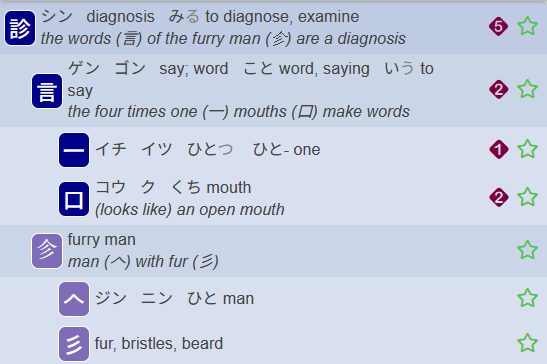 診 シン diagnosis みる to diagnose, examine 5
the words (言) of the furry man (㐱) are a diagnosis
言 ゲン ゴン say; word こと word, saying いう to
say 2
the four times one (一) mouths (口) make words
一 イチ イツ ひとつ ひと- one 1
口 コウ ク くち mouth 2
(looks like) an open mouth
㐱 furry man
man (𠆢) with fur (彡)
𠆢 ジン ニン ひと man
彡 fur, bristles, beard